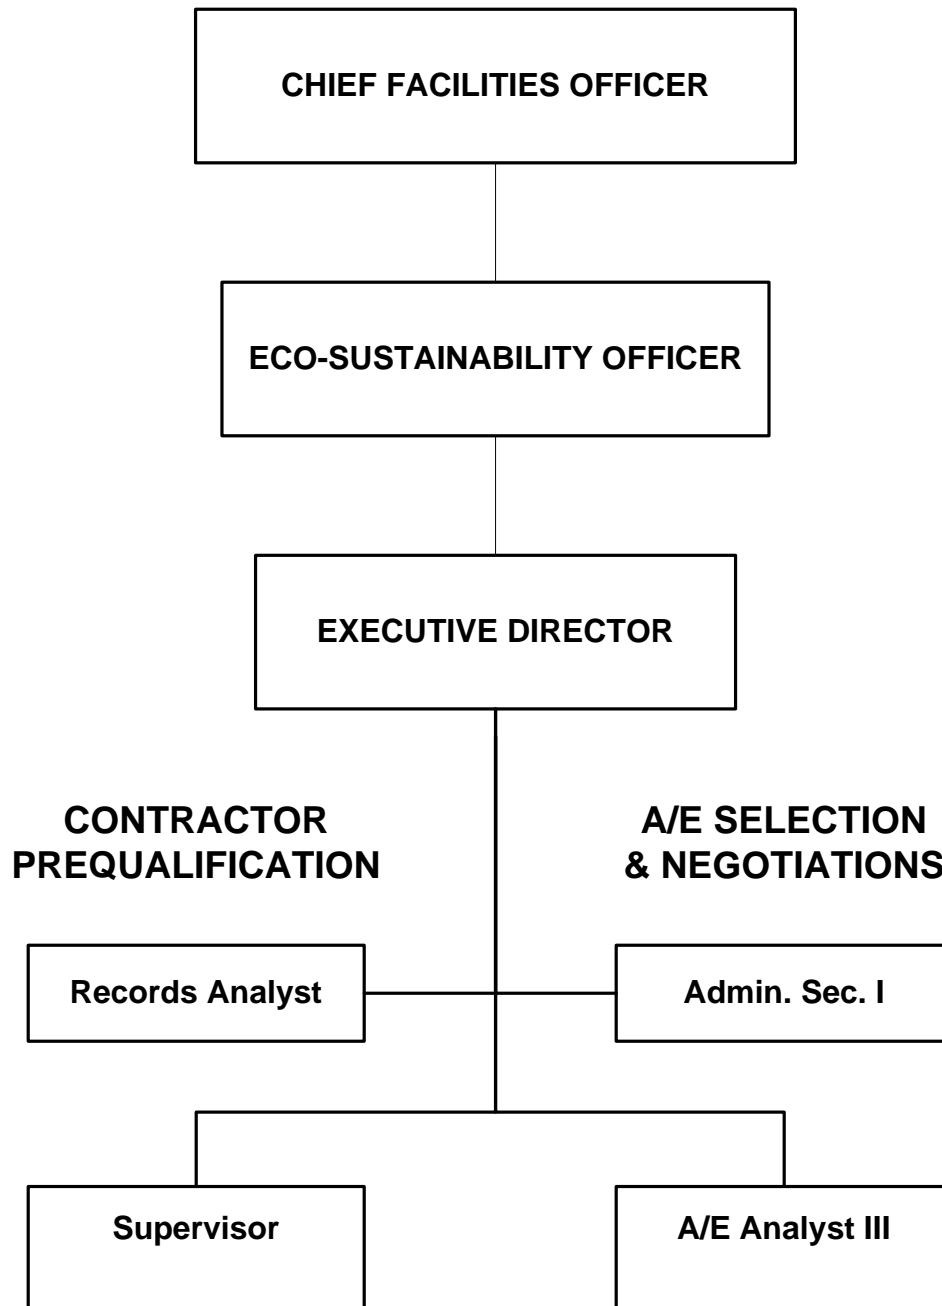 CHIEF FACILITIES OFFICER
ECO-SUSTAINABILITY OFFICER
EXECUTIVE DIRECTOR
CONTRACTOR
PREQUALIFICATION
A/E SELECTION
& NEGOTIATIONS
Records Analyst
Admin. Sec. I
Supervisor
A/E Analyst III